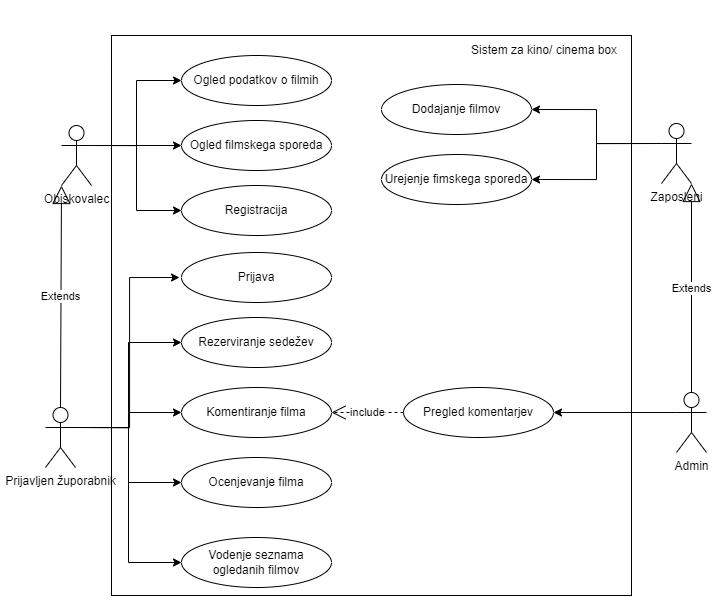 Sistem za kino/ cinema box
Ogled podatkov o filmih
Dodajanje filmov
Ogled filmskega sporeda
Urejenje fimskega sporeda
Obiskovalec
Zaposleni
Registracija
Prijava
Extends
Extends
Rezerviranje sedežev
Komentiranje filma
include
Pregled komentarjev
Prijavljen župorabnik
Admin
Ocenjevanje filma
Vodenje seznama
ogledanih filmov